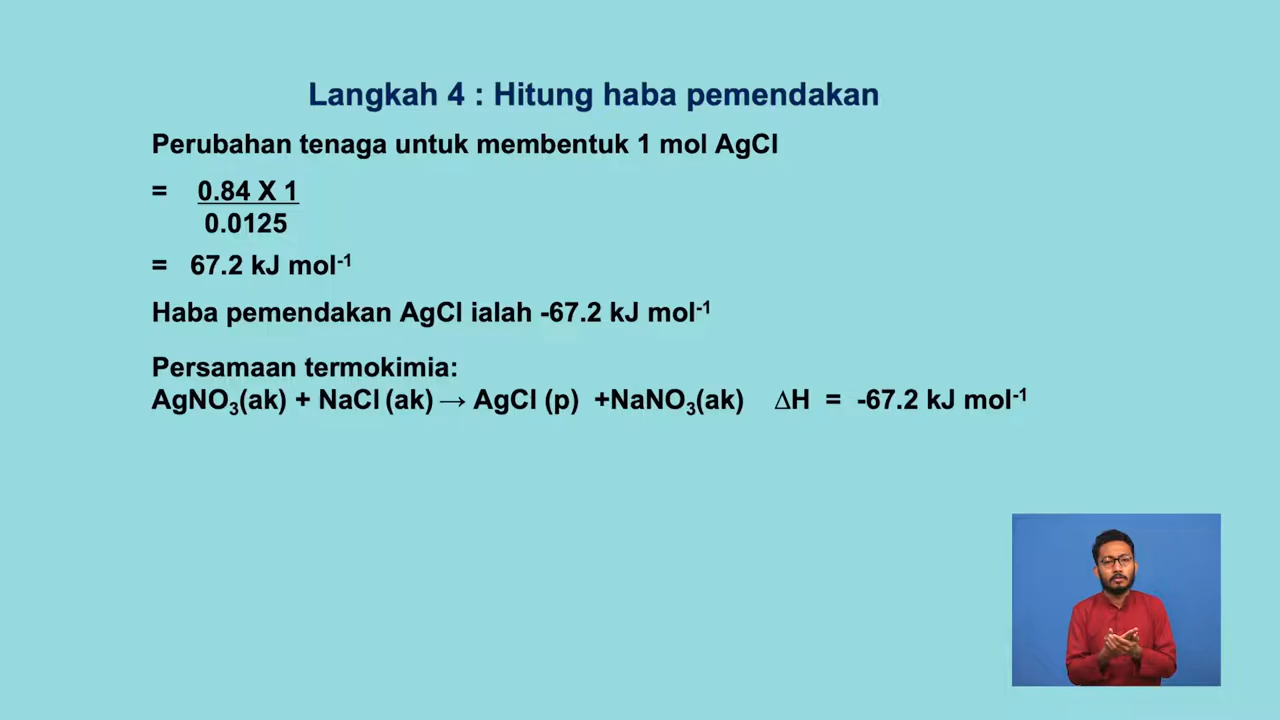 Langkah 4 : Hitung haba pemendakan
Perubahan tenaga untuk membentuk 1 mol AgCl
= 0.84 X 1
0.0125
= 67.2 kJ mol⁻¹
Haba pemendakan AgCl ialah -67.2 kJ mol⁻¹
Persamaan termokimia:
AgNO₃(ak) + NaCl (ak) → AgCl (p) +NaNO₃(ak) ∆H = -67.2 kJ mol⁻¹